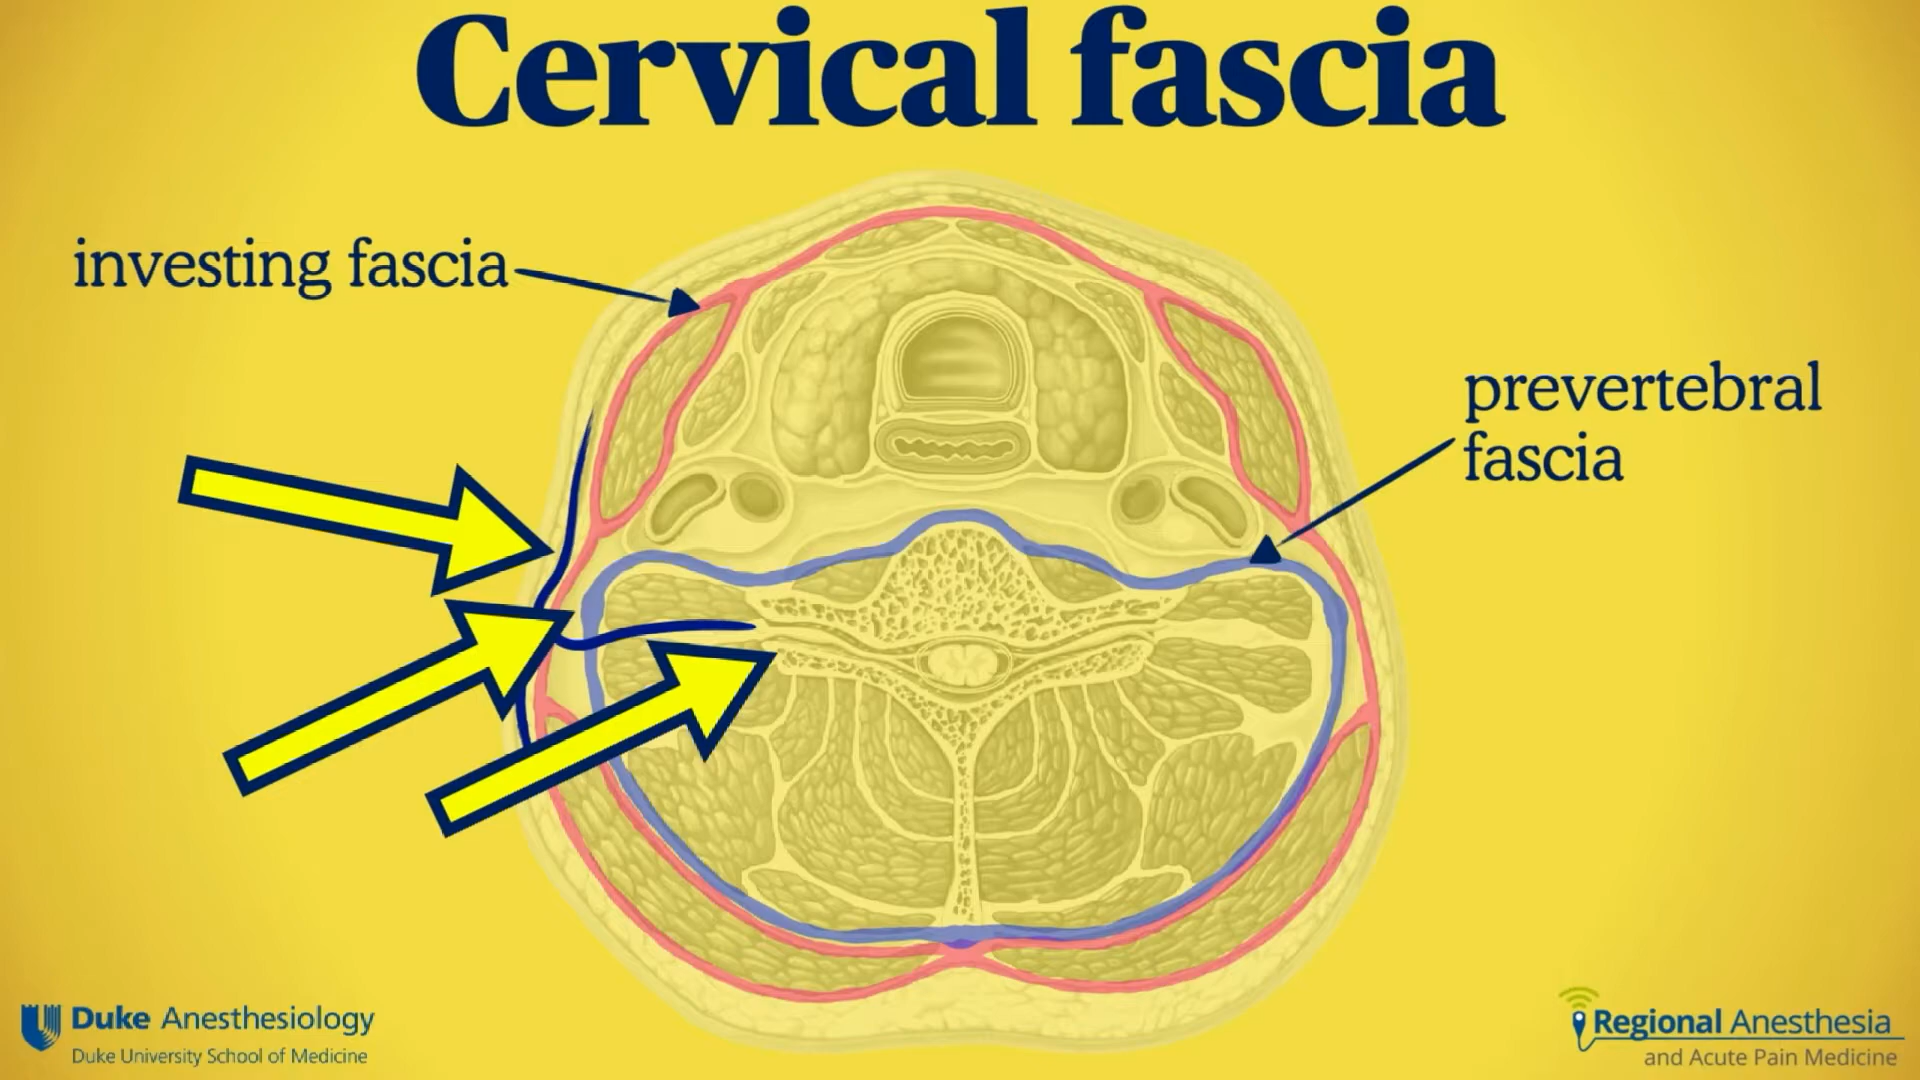 Cervical fascia
investing fascia
prevertebral
fascia
Duke Anesthesiology
Duke University School of Medicine
Regional Anesthesia
and Acute Pain Medicine